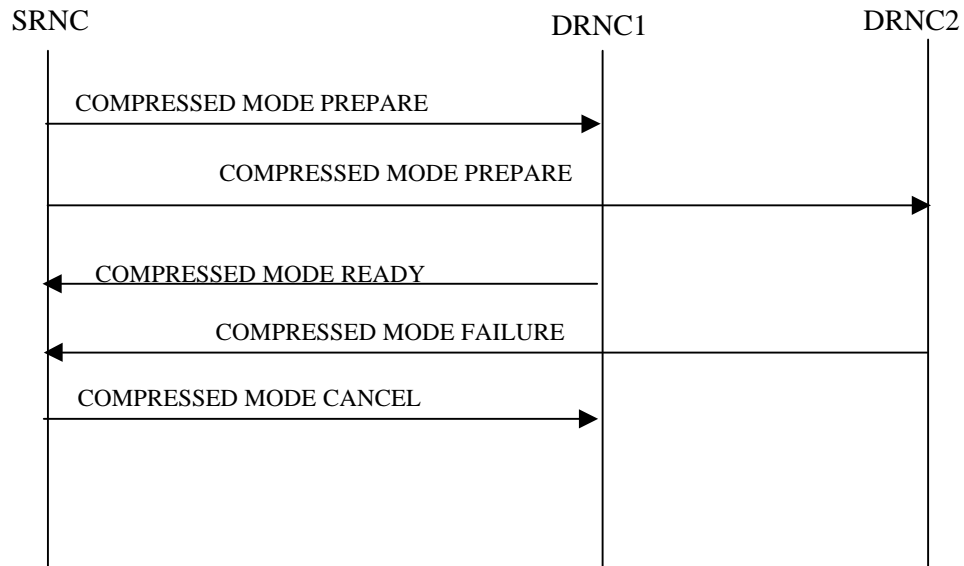 SRNC
DRNC1
DRNC2
COMPRESSED MODE PREPARE
COMPRESSED MODE PREPARE
COMPRESSED MODE READY
COMPRESSED MODE FAILURE
COMPRESSED MODE CANCEL